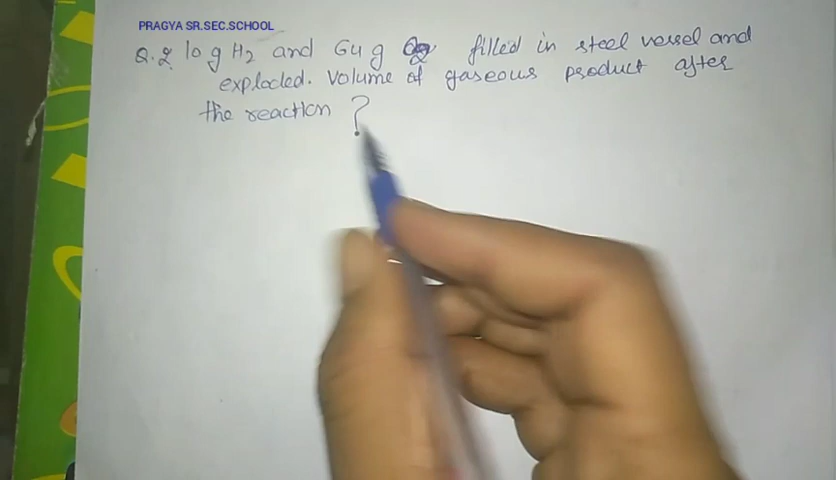 PRAGYA SR.SEC.SCHOOL
Q.2 10 g H2 and 64 g O2 filled in steel vessel and
exploded. Volume of gaseous product after
the reaction ?